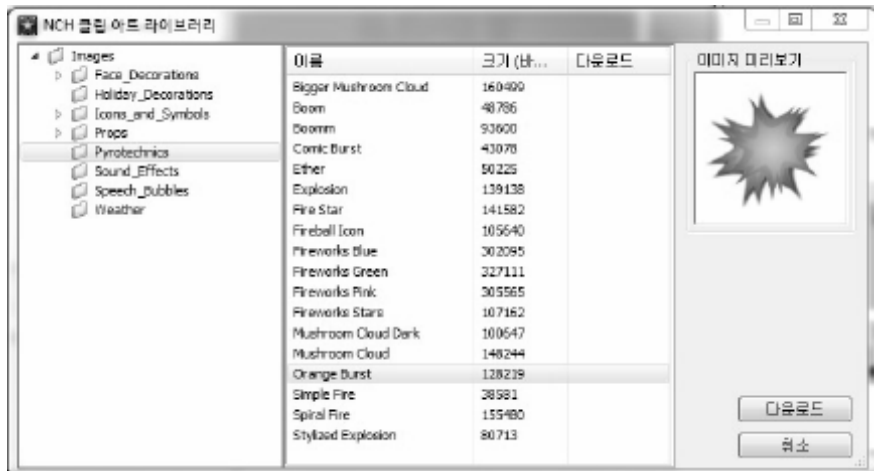 NCH 클립 아트 라이브러리
Images
Face_Decorations
Holiday_Decorations
Icons_and_Symbols
Props
Pyrotechnics
Sound_Effects
Speech_Bubbles
Weather
이름 크기 (바... 다운로드
Bigger Mushroom Cloud 160499
Boom 48786
Boomm 93600
Comic Burst 43078
Ether 50225
Explosion 139138
Fire Star 141582
Fireball Icon 105640
Fireworks Blue 302095
Fireworks Green 327111
Fireworks Pink 305565
Fireworks Stars 107162
Mushroom Cloud Dark 100647
Mushroom Cloud 148244
Orange Burst 128219
Simple Fire 38581
Spiral Fire 155480
Stylized Explosion 80713
이미지 미리보기
다운로드
취소